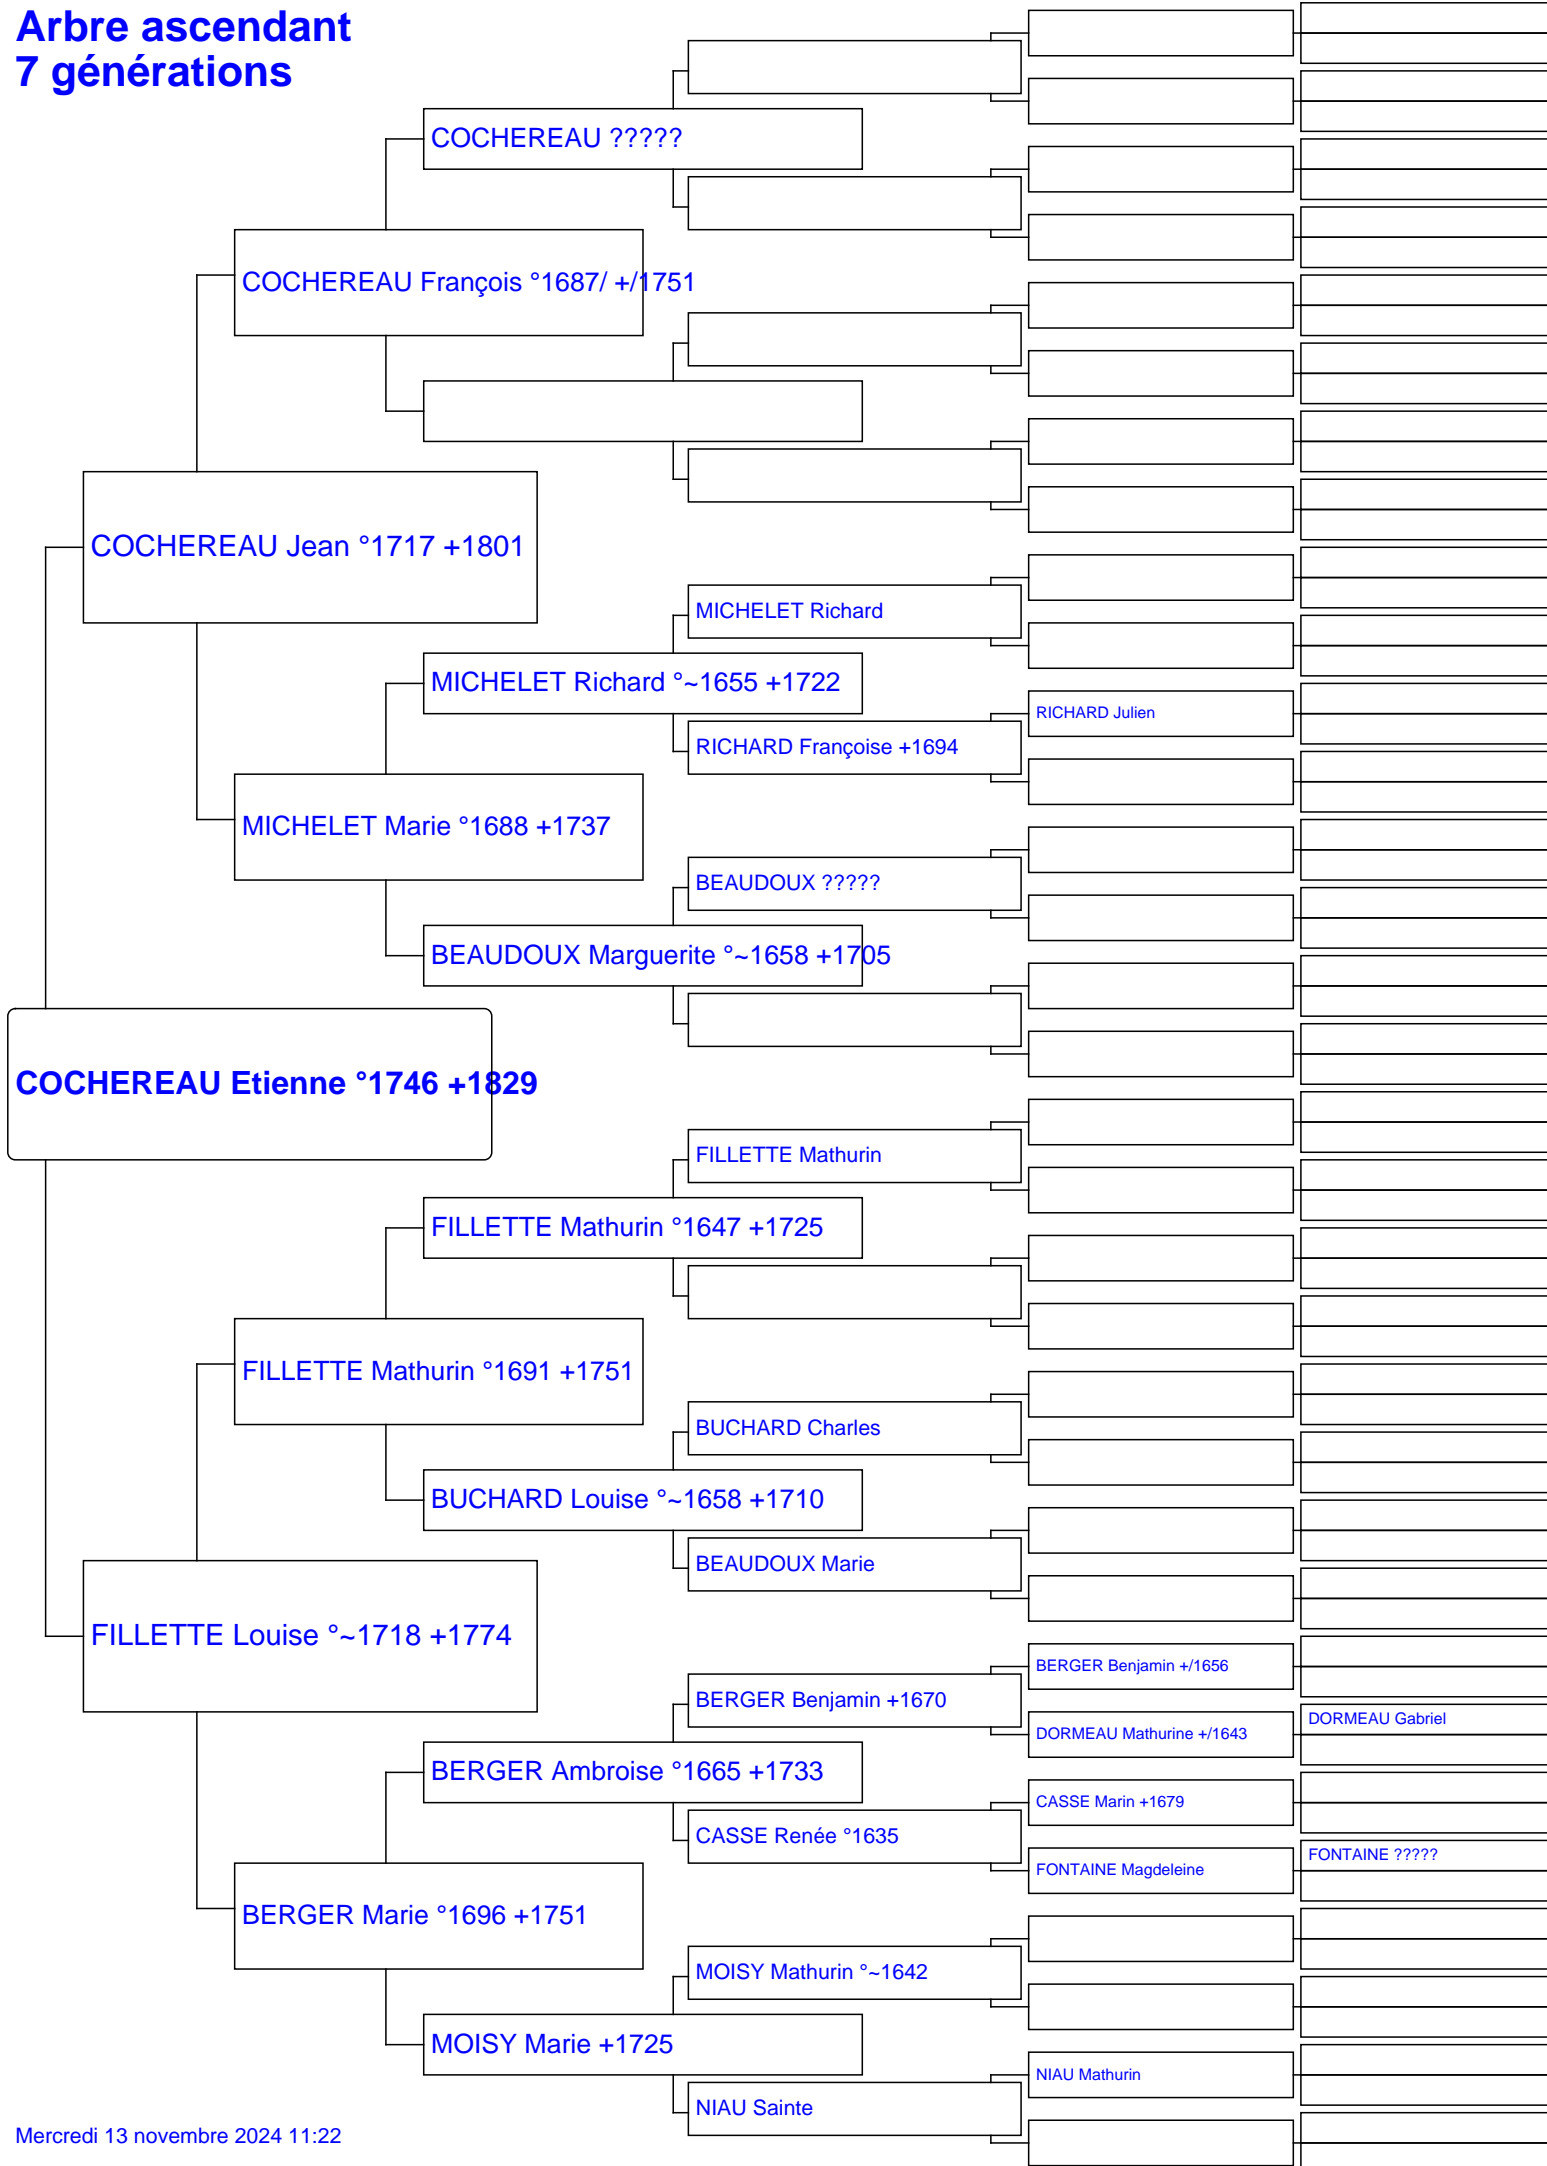 Arbre ascendant
7 générations
COCHEREAU ?????
COCHEREAU François °1687/ +/1751
COCHEREAU Jean °1717 +1801
MICHELET Richard
MICHELET Richard °~1655 +1722
RICHARD Julien
RICHARD Françoise +1694
MICHELET Marie °1688 +1737
BEAUDOUX ?????
BEAUDOUX Marguerite °~1658 +1705
COCHEREAU Etienne °1746 +1829
FILLETTE Mathurin
FILLETTE Mathurin °1647 +1725
FILLETTE Mathurin °1691 +1751
BUCHARD Charles
BUCHARD Louise °~1658 +1710
BEAUDOUX Marie
FILLETTE Louise °~1718 +1774
BERGER Benjamin +/1656
BERGER Benjamin +1670
DORMEAU Gabriel
DORMEAU Mathurine +/1643
BERGER Ambroise °1665 +1733
CASSE Marin +1679
CASSE Renée °1635
FONTAINE ?????
FONTAINE Magdeleine
BERGER Marie °1696 +1751
MOISY Mathurin °~1642
MOISY Marie +1725
NIAU Mathurin
NIAU Sainte
Mercredi 13 novembre 2024 11:22